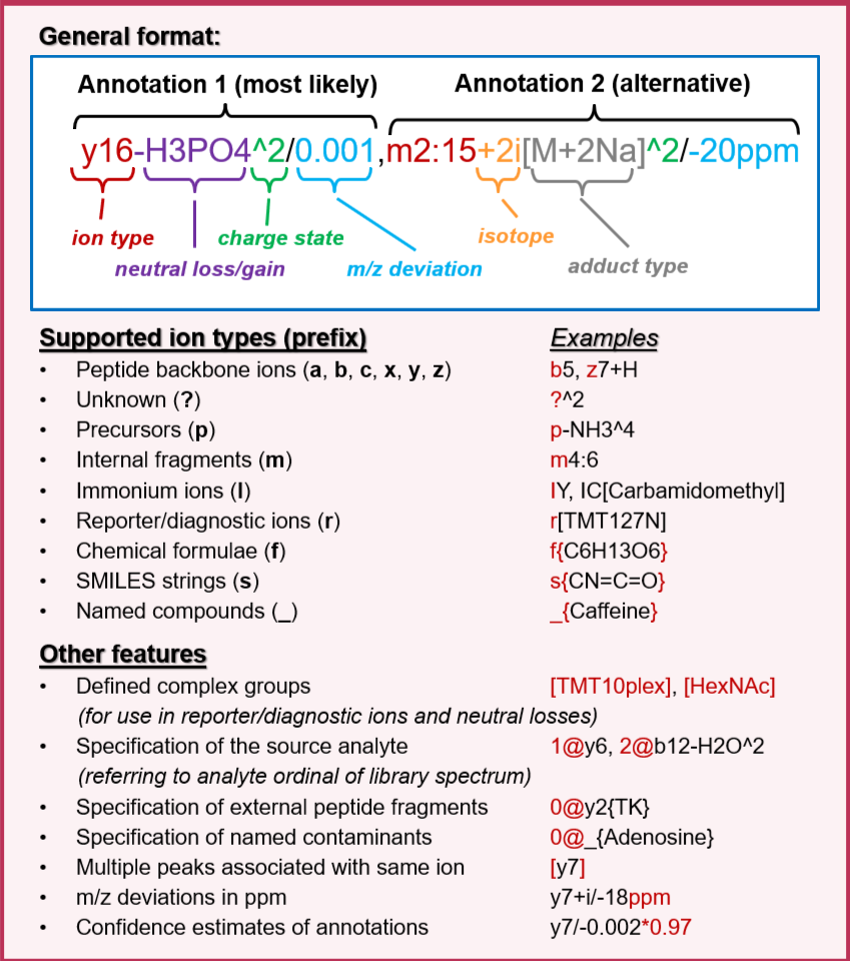 General format:
Annotation 1 (most likely) Annotation 2 (alternative)
y16-H3PO4^2/0.001,m2:15+2i[M+2Na]^2/-20ppm
ion type charge state isotope
neutral loss/gain m/z deviation adduct type
Supported ion types (prefix) Examples
• Peptide backbone ions (a, b, c, x, y, z) b5, z7+H
• Unknown (?) ?^2
• Precursors (p) p-NH3^4
• Internal fragments (m) m4:6
• Immonium ions (I) IY, IC[Carbamidomethyl]
• Reporter/diagnostic ions (r) r[TMT127N]
• Chemical formulae (f) f{C6H13O6}
• SMILES strings (s) s{CN=C=O}
• Named compounds (_) _{Caffeine}
Other features
• Defined complex groups [TMT10plex], [HexNAc]
(for use in reporter/diagnostic ions and neutral losses)
• Specification of the source analyte 1@y6, 2@b12-H2O^2
(referring to analyte ordinal of library spectrum)
• Specification of external peptide fragments 0@y2{TK}
• Specification of named contaminants 0@_{Adenosine}
• Multiple peaks associated with same ion [y7]
• m/z deviations in ppm y7+i/-18ppm
• Confidence estimates of annotations y7/-0.002*0.97